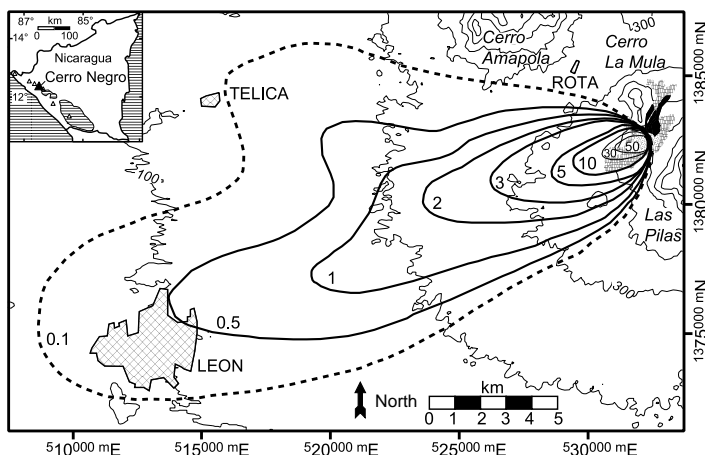 87° km 85°
0 100
14°
Nicaragua
Cerro Negro
12°
300
Cerro
Amapola
Cerro
La Mula
ROTA
TELICA
100
50
30
10
5
3
2
1
0.5
0.1
200
300
Las
Pilas
LEON
North
km
0 1 2 3 4 5
510000 mE 515000 mE 520000 mE 525000 mE 530000 mE
1385000 mN
1380000 mN
1375000 mN